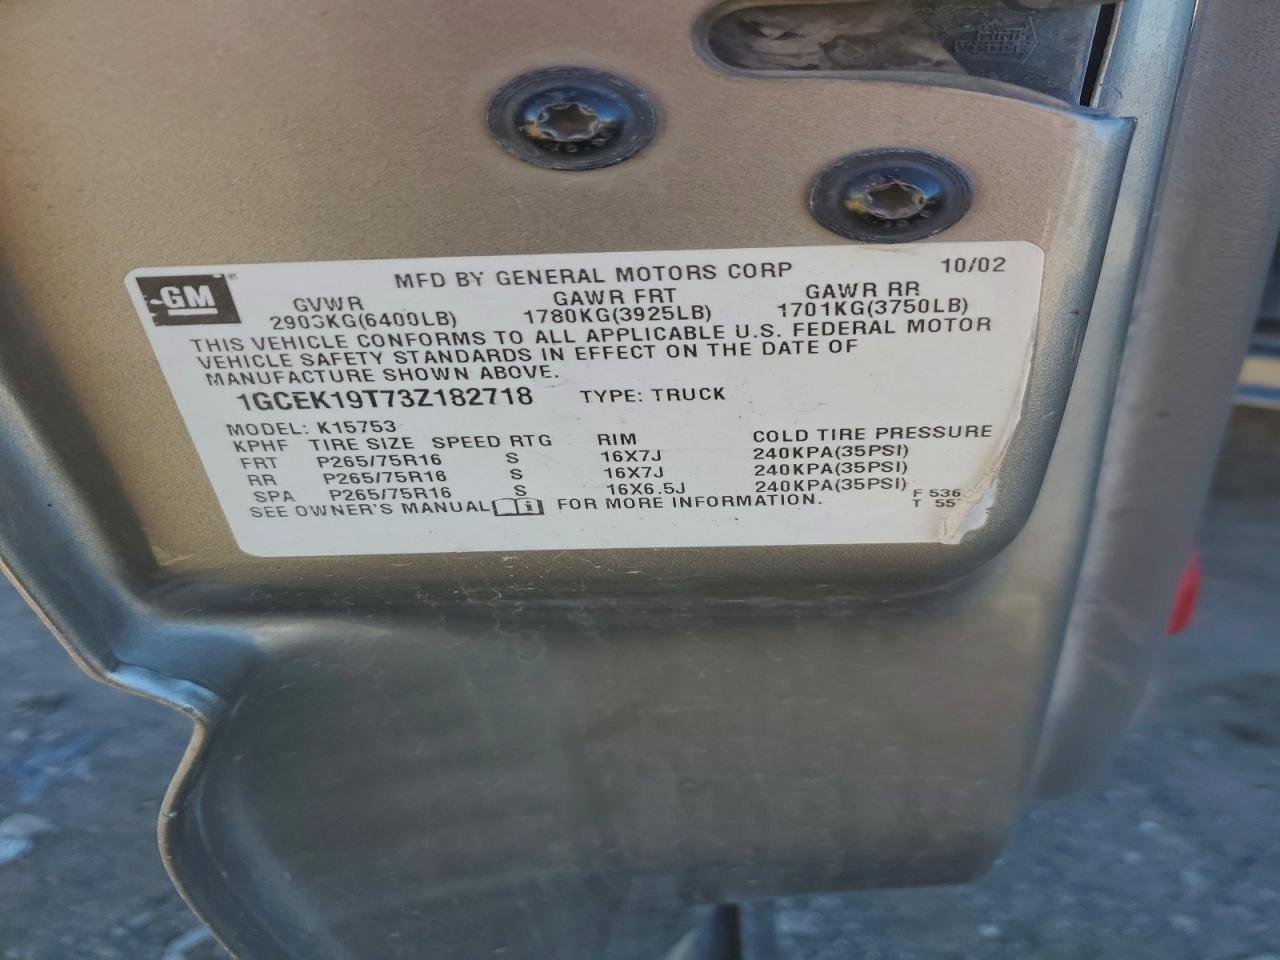 GM
MFD BY GENERAL MOTORS CORP 10/02
GVWR GAWR FRT GAWR RR
2903KG(6400LB) 1780KG(3925LB) 1701KG(3750LB)
THIS VEHICLE CONFORMS TO ALL APPLICABLE U.S. FEDERAL MOTOR
VEHICLE SAFETY STANDARDS IN EFFECT ON THE DATE OF
MANUFACTURE SHOWN ABOVE.
1GCEK19T73Z182718 TYPE: TRUCK
MODEL: K15753
KPHF TIRE SIZE SPEED RTG RIM COLD TIRE PRESSURE
FRT P265/75R16 S 16X7J 240KPA(35PSI)
RR P265/75R16 S 16X7J 240KPA(35PSI)
SPA P265/75R16 S 16X6.5J 240KPA(35PSI)
SEE OWNER'S MANUAL FOR MORE INFORMATION.
F 536
T 55